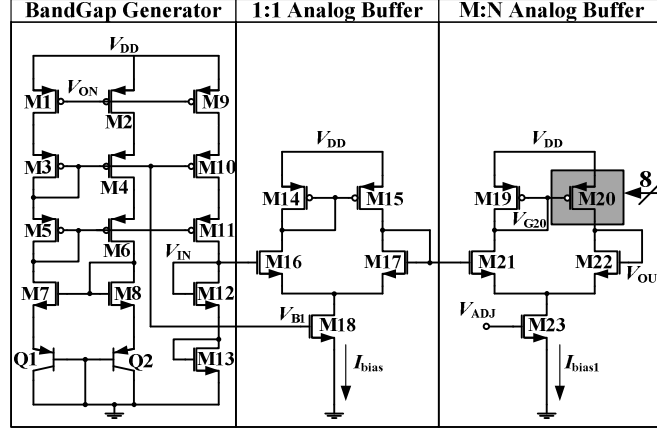 BandGap Generator
1:1 Analog Buffer
M:N Analog Buffer
VDD
VON
M1
M2
M9
M3
M4
M10
M5
M6
M11
VIN
M7
M8
M12
Q1
Q2
M13
VDD
M14
M15
M16
M17
VB1
M18
Ibias
VDD
M19
M20
8
VG20
M21
M22
VOU
VADJ
M23
Ibias1